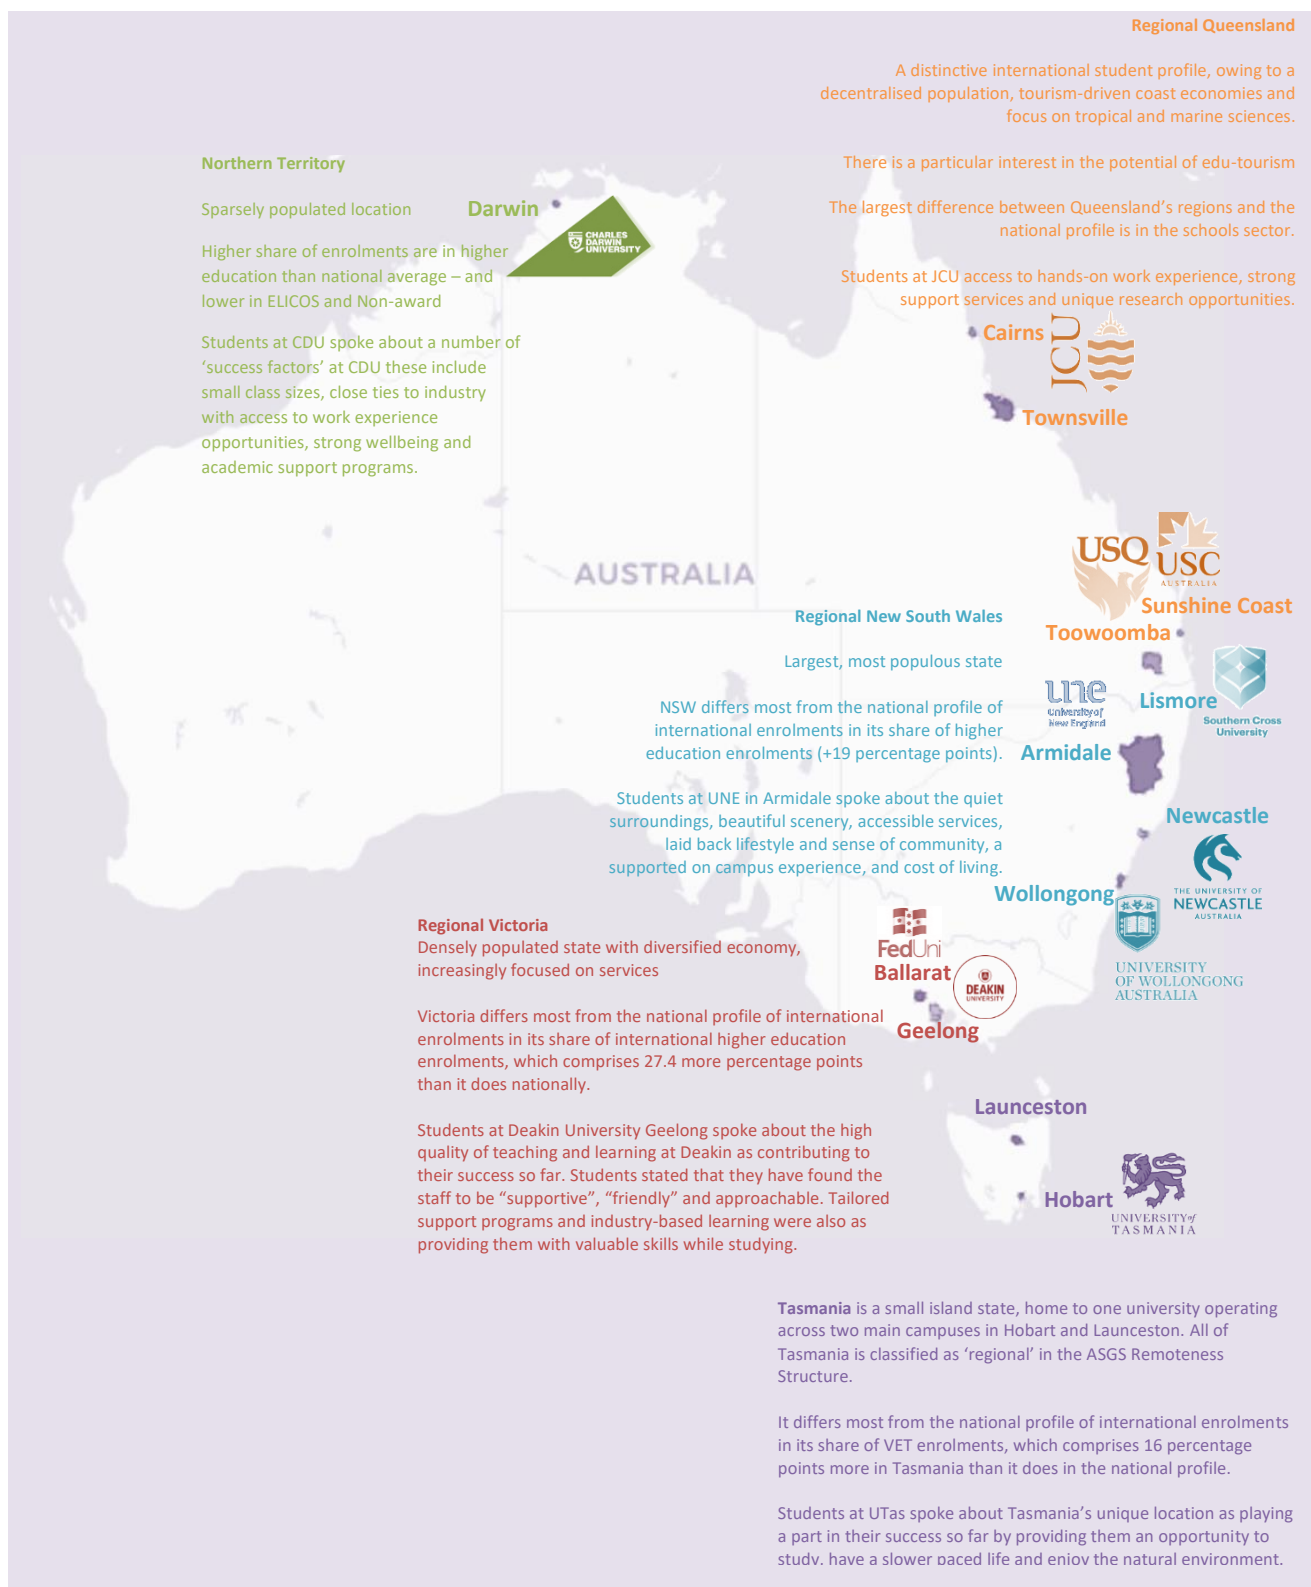 Regional Queensland
A distinctive international student profile, owing to a
decentralised population, tourism-driven coast economies and
focus on tropical and marine sciences.
There is a particular interest in the potential of edu-tourism
The largest difference between Queensland's regions and the
national profile is in the schools sector.
Students at JCU access to hands-on work experience, strong
support services and unique research opportunities.
Northern Territory
Sparsely populated location
Higher share of enrolments are in higher
education than national average – and
lower in ELICOS and Non-award
Students at CDU spoke about a number of
'success factors' at CDU these include
small class sizes, close ties to industry
with access to work experience
opportunities, strong wellbeing and
academic support programs.
Darwin
CHARLES
DARWIN
UNIVERSITY
Cairns
JCU
Townsville
AUSTRALIA
USQ
USC
AUSTRALIA
Sunshine Coast
Toowoomba
Regional New South Wales
Largest, most populous state
NSW differs most from the national profile of
international enrolments in its share of higher
education enrolments (+19 percentage points).
Students at UNE in Armidale spoke about the quiet
surroundings, beautiful scenery, accessible services,
laid back lifestyle and sense of community, a
supported on campus experience, and cost of living.
une
University of
New England
Lismore
Southern Cross
University
Armidale
Newcastle
THE UNIVERSITY OF
NEWCASTLE
AUSTRALIA
Wollongong
UNIVERSITY
OF WOLLONGONG
AUSTRALIA
Regional Victoria
Densely populated state with diversified economy,
increasingly focused on services
Victoria differs most from the national profile of international
enrolments in its share of international higher education
enrolments, which comprises 27.4 more percentage points
than it does nationally.
Students at Deakin University Geelong spoke about the high
quality of teaching and learning at Deakin as contributing to
their success so far. Students stated that they have found the
staff to be “supportive”, “friendly” and approachable. Tailored
support programs and industry-based learning were also as
providing them with valuable skills while studying.
FedUni
Ballarat
DEAKIN
UNIVERSITY
Geelong
Launceston
Hobart
UNIVERSITY of
TASMANIA
Tasmania is a small island state, home to one university operating
across two main campuses in Hobart and Launceston. All of
Tasmania is classified as ‘regional’ in the ASGS Remoteness
Structure.
It differs most from the national profile of international enrolments
in its share of VET enrolments, which comprises 16 percentage
points more in Tasmania than it does in the national profile.
Students at UTas spoke about Tasmania’s unique location as playing
a part in their success so far by providing them an opportunity to
study, have a slower paced life and enjoy the natural environment.